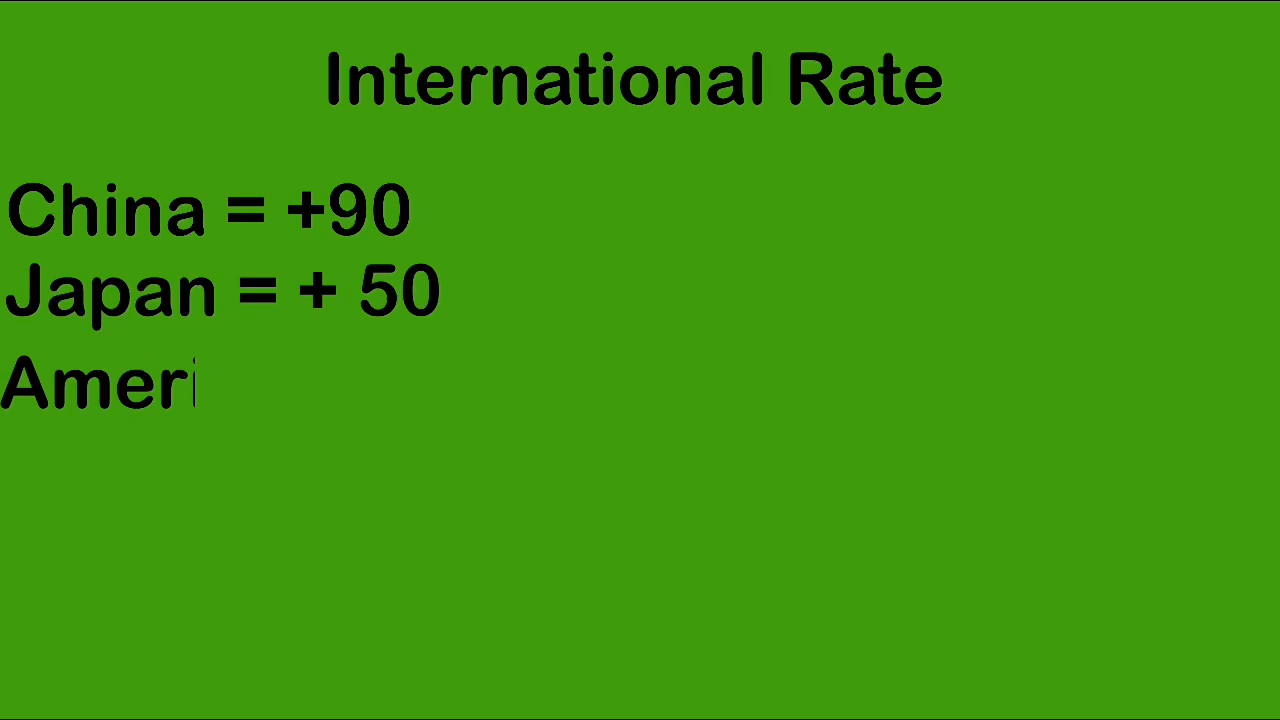 International Rate
China = +90
Japan = + 50
Ameri